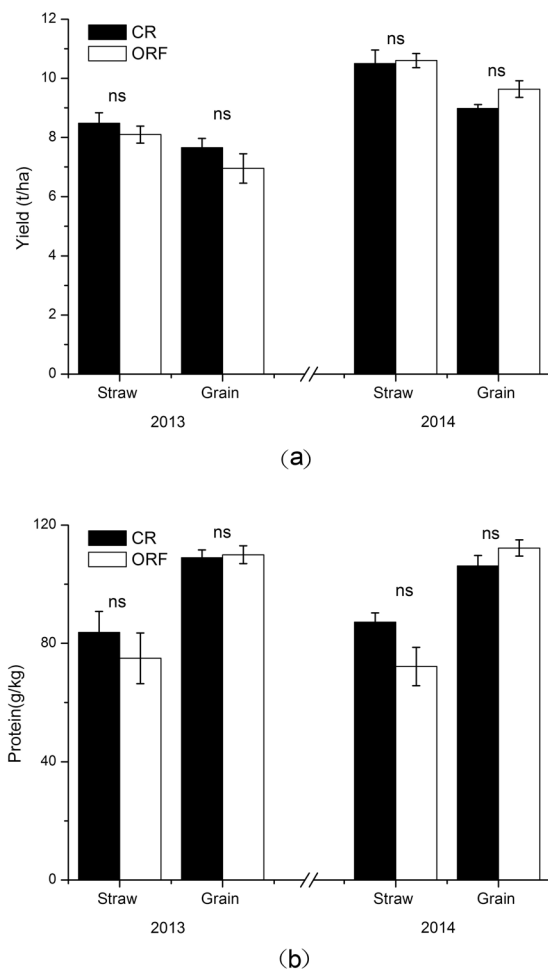 12
10
8
6
4
2
0
Yield (t/ha)
CR
ORF
ns
ns
ns
ns
Straw
Grain
Straw
Grain
2013
2014
(a)
120
80
40
0
Protein(g/kg)
CR
ORF
ns
ns
ns
ns
Straw
Grain
Straw
Grain
2013
2014
(b)